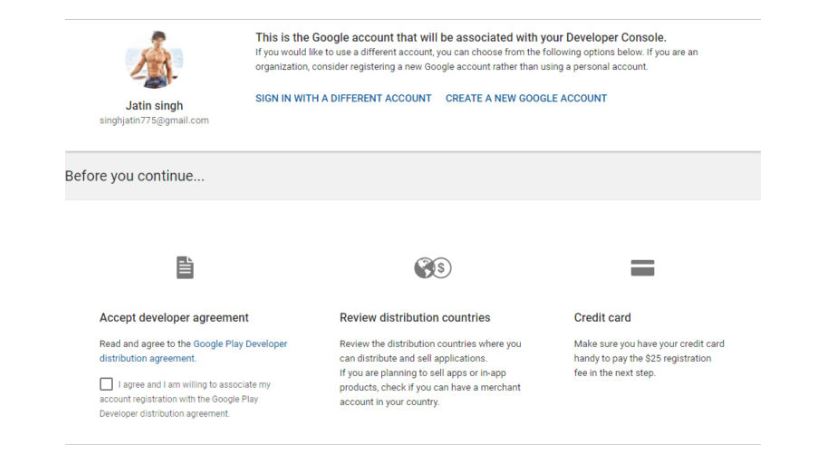 This is the Google account that will be associated with your Developer Console.
If you would like to use a different account, you can choose from the following options below. If you are an
organization, consider registering a new Google account rather than using a personal account.
SIGN IN WITH A DIFFERENT ACCOUNT CREATE A NEW GOOGLE ACCOUNT
Jatin singh
singhjatin775@gmail.com
Before you continue...
Accept developer agreement
Read and agree to the Google Play Developer
distribution agreement.
I agree and I am willing to associate my
account registration with the Google Play
Developer distribution agreement.
Review distribution countries
Review the distribution countries where you
can distribute and sell applications.
If you are planning to sell apps or in-app
products, check if you can have a merchant
account in your country.
Credit card
Make sure you have your credit card
handy to pay the $25 registration
fee in the next step.